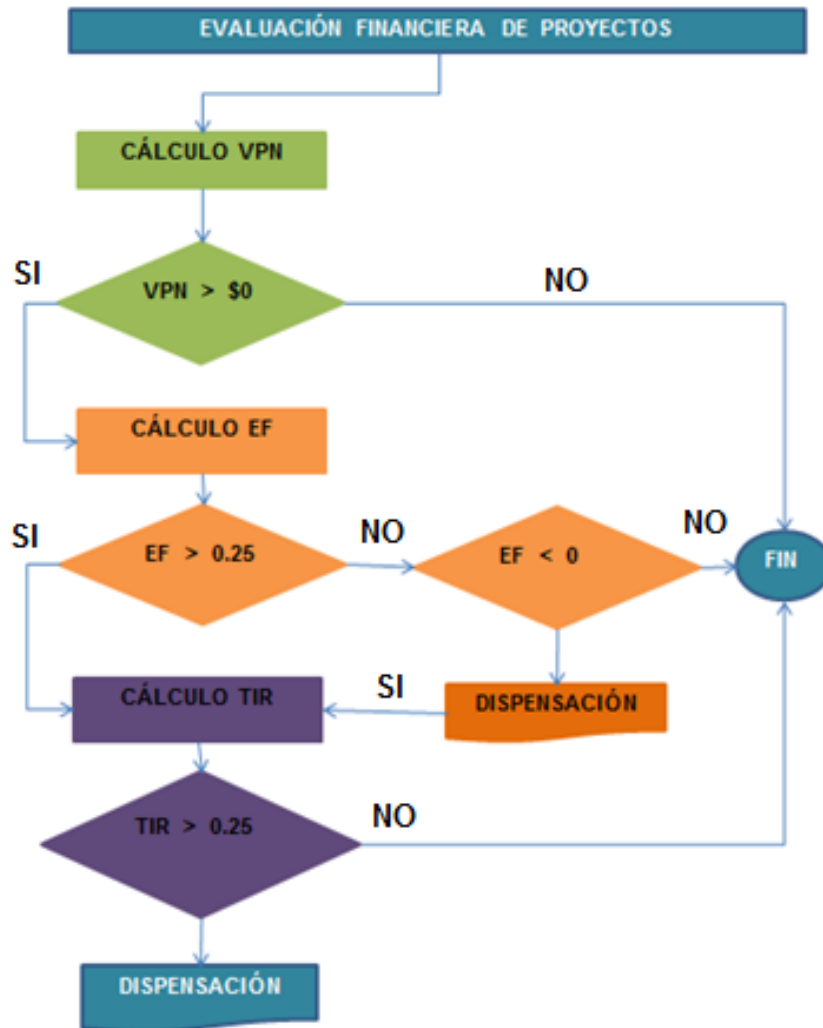 EVALUACIÓN FINANCIERA DE PROYECTOS
CÁLCULO VPN
SI
VPN > $0
NO
CÁLCULO EF
SI
EF > 0.25
NO
EF < 0
NO
FIN
CÁLCULO TIR
SI
DISPENSACIÓN
TIR > 0.25
NO
DISPENSACIÓN